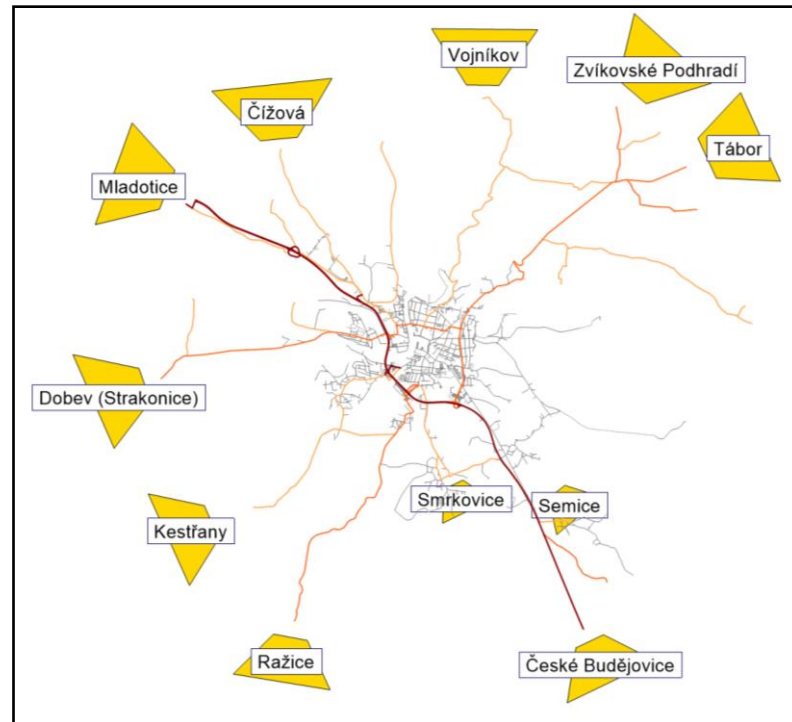 Vojníkov
Zvíkovské Podhradí
Čížová
Tábor
Mladotice
Dobev (Strakonice)
Smrkovice
Semice
Kestřany
Ražice
České Budějovice